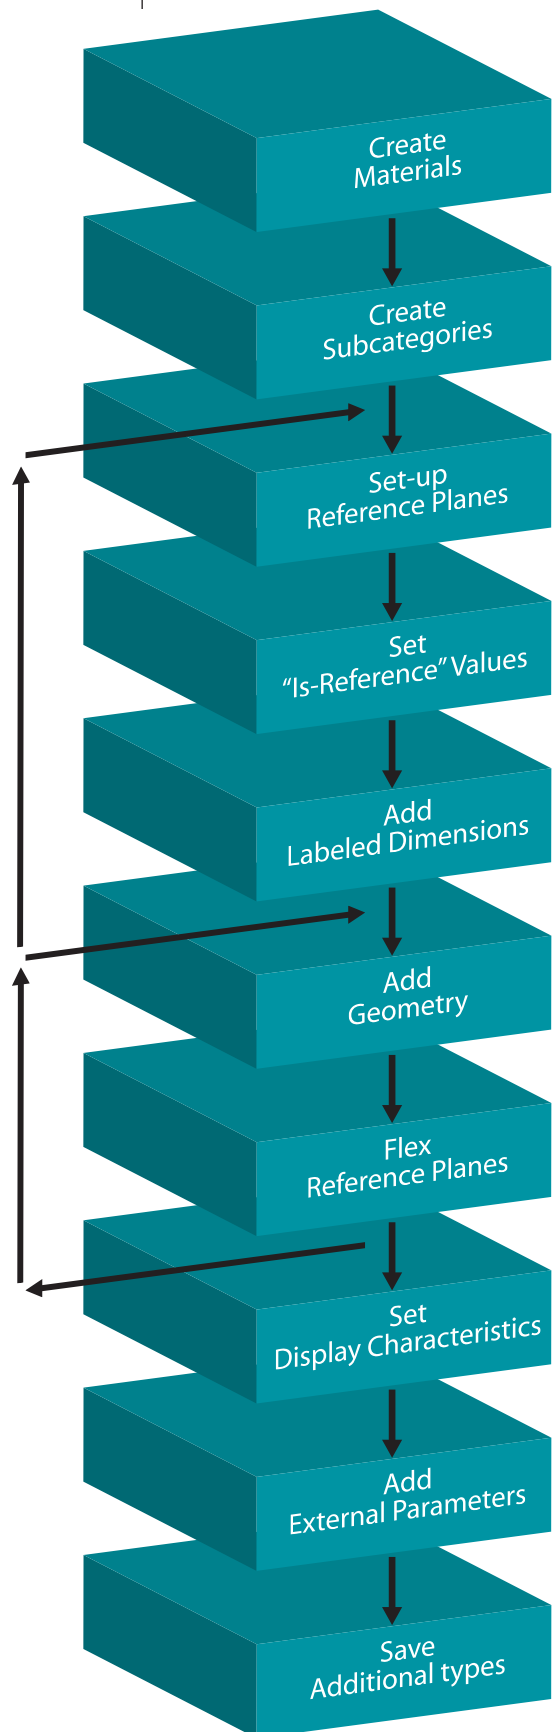 Create
Materials
Create
Subcategories
Set-up
Reference Planes
Set
“Is-Reference” Values
Add
Labeled Dimensions
Add
Geometry
Flex
Reference Planes
Set
Display Characteristics
Add
External Parameters
Save
Additional types